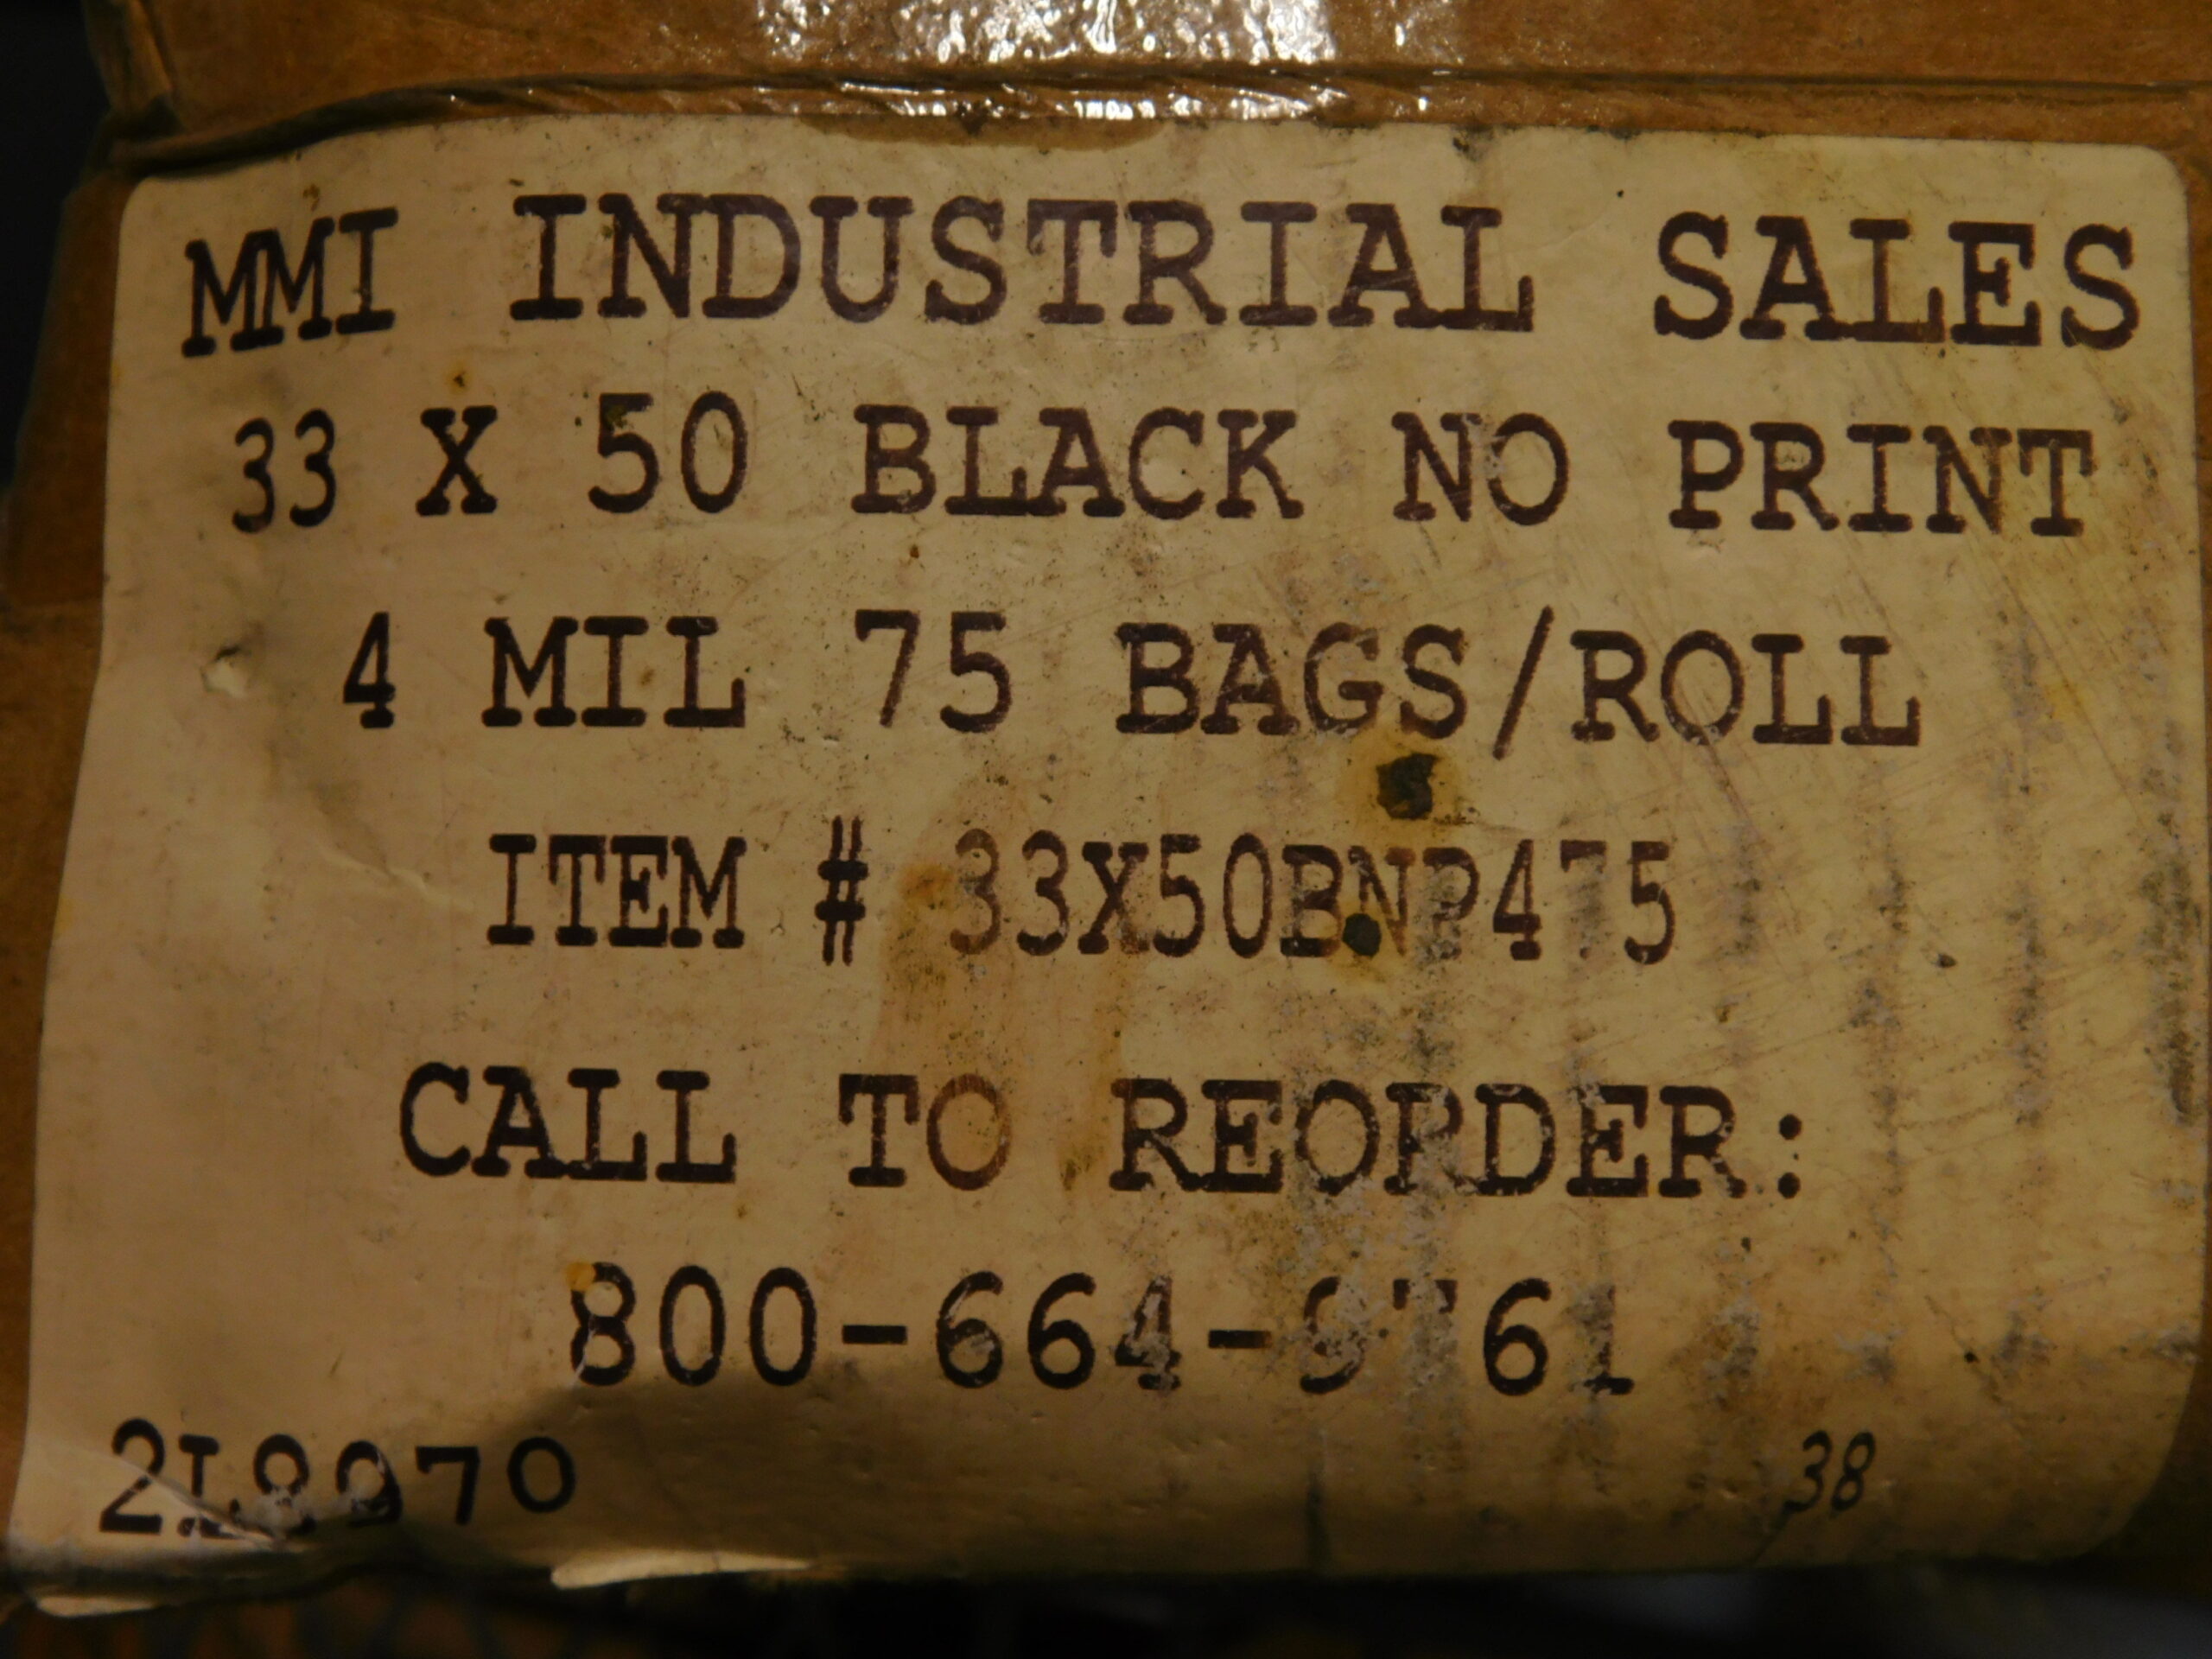 MMI INDUSTRIAL SALES
33 X 50 BLACK NO PRINT
4 MIL 75 BAGS/ROLL
ITEM # 33X50BNP475
CALL TO REORDER:
800-664-9761
38